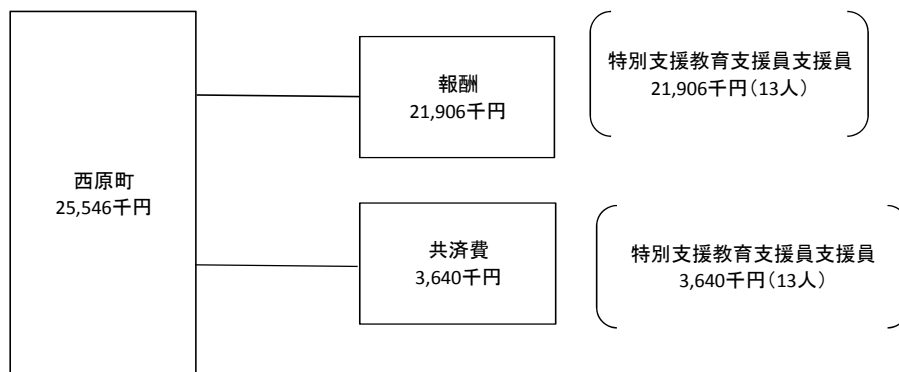 西原町
25,546千円
報酬
21,906千円
特別支援教育支援員支援員
21,906千円(13人)
共済費
3,640千円
特別支援教育支援員支援員
3,640千円(13人)